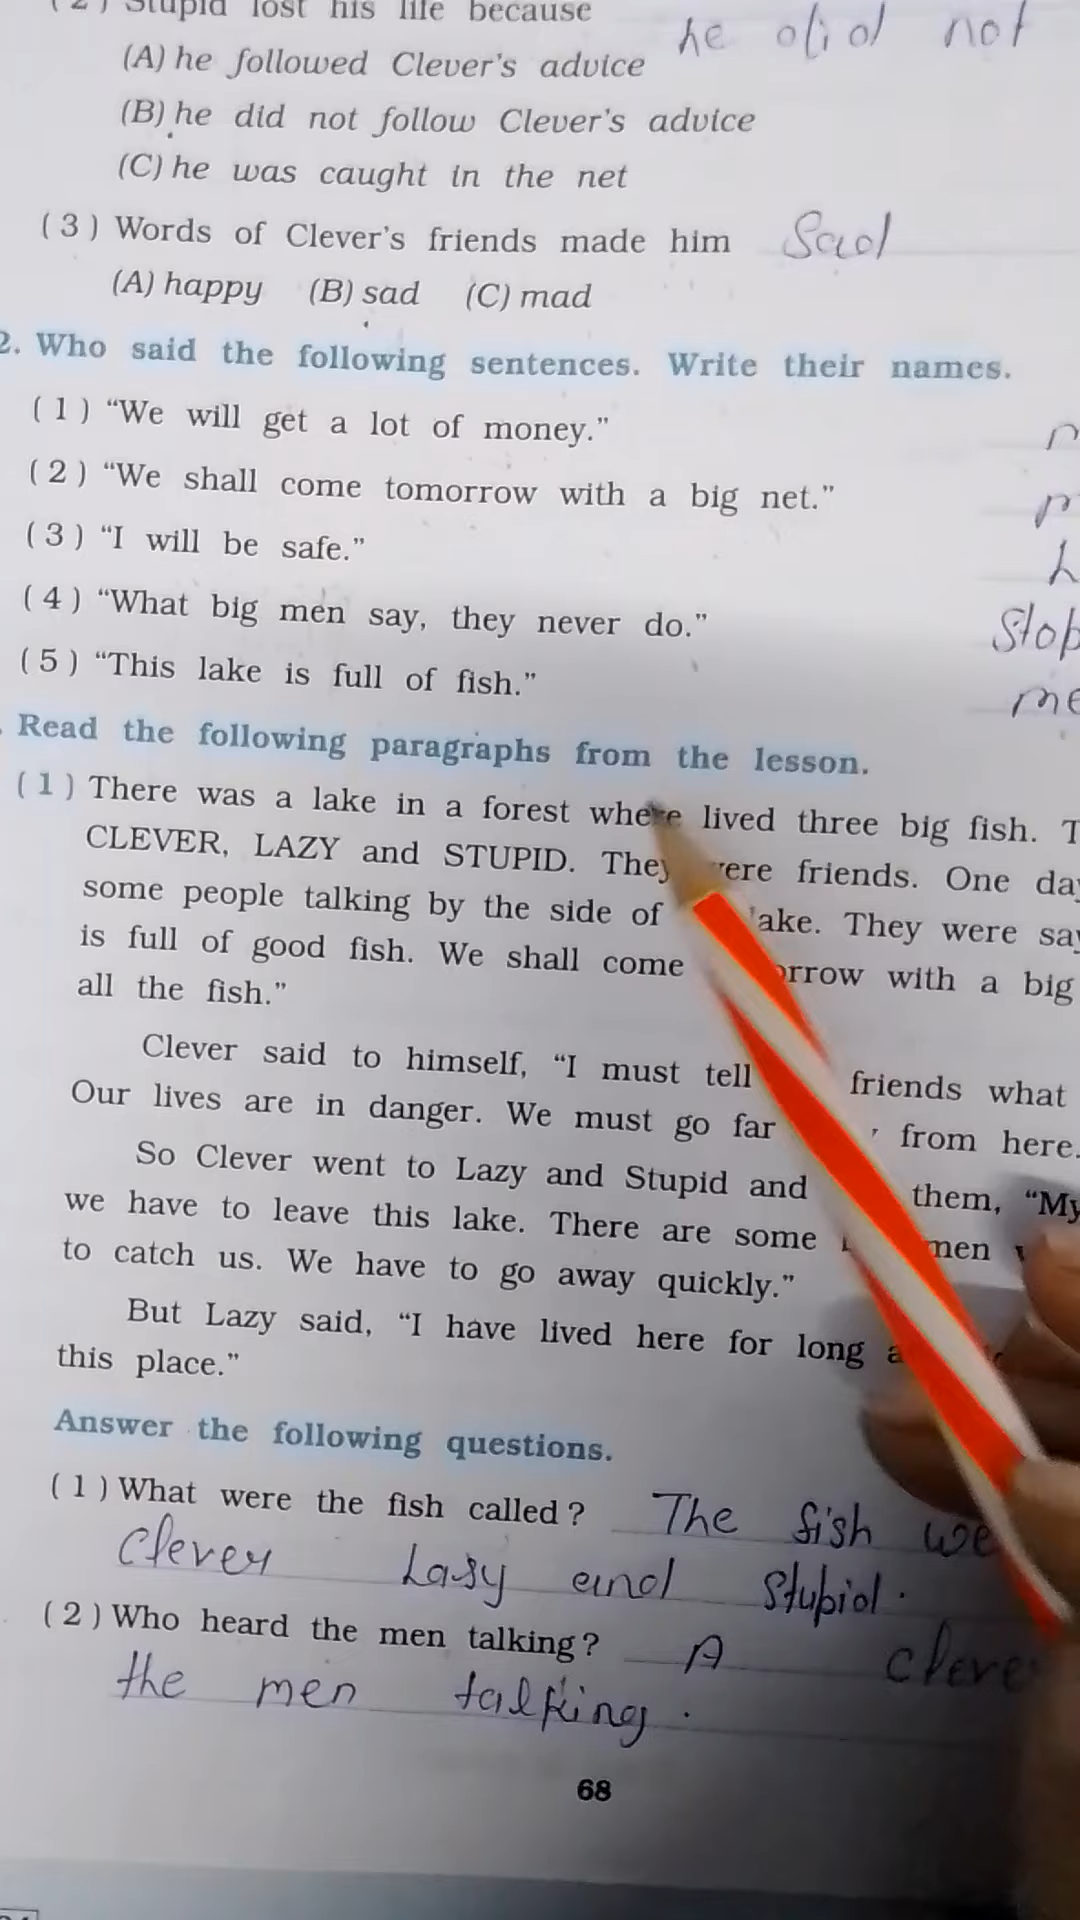 (2) Stupid lost his life because he did not
(A) he followed Clever's advice
(B) he did not follow Clever's advice
(C) he was caught in the net
(3) Words of Clever's friends made him Sad
(A) happy (B) sad (C) mad
2. Who said the following sentences. Write their names.
(1) “We will get a lot of money.”
(2) “We shall come tomorrow with a big net.”
(3) “I will be safe.”
(4) “What big men say, they never do.”
(5) “This lake is full of fish.”
Read the following paragraphs from the lesson.
(1) There was a lake in a forest where lived three big fish.
CLEVER, LAZY and STUPID. They were friends. One day
some people talking by the side of lake. They were say
is full of good fish. We shall come orrow with a big
all the fish.”
Clever said to himself, “I must tell friends what
Our lives are in danger. We must go far from here.
So Clever went to Lazy and Stupid and them, “My
we have to leave this lake. There are some men
to catch us. We have to go away quickly.”
But Lazy said, “I have lived here for long
this place.”
Answer the following questions.
(1) What were the fish called? The fish we
Clever Lasy and Stupid.
(2) Who heard the men talking? A cleve
the men talking.
68